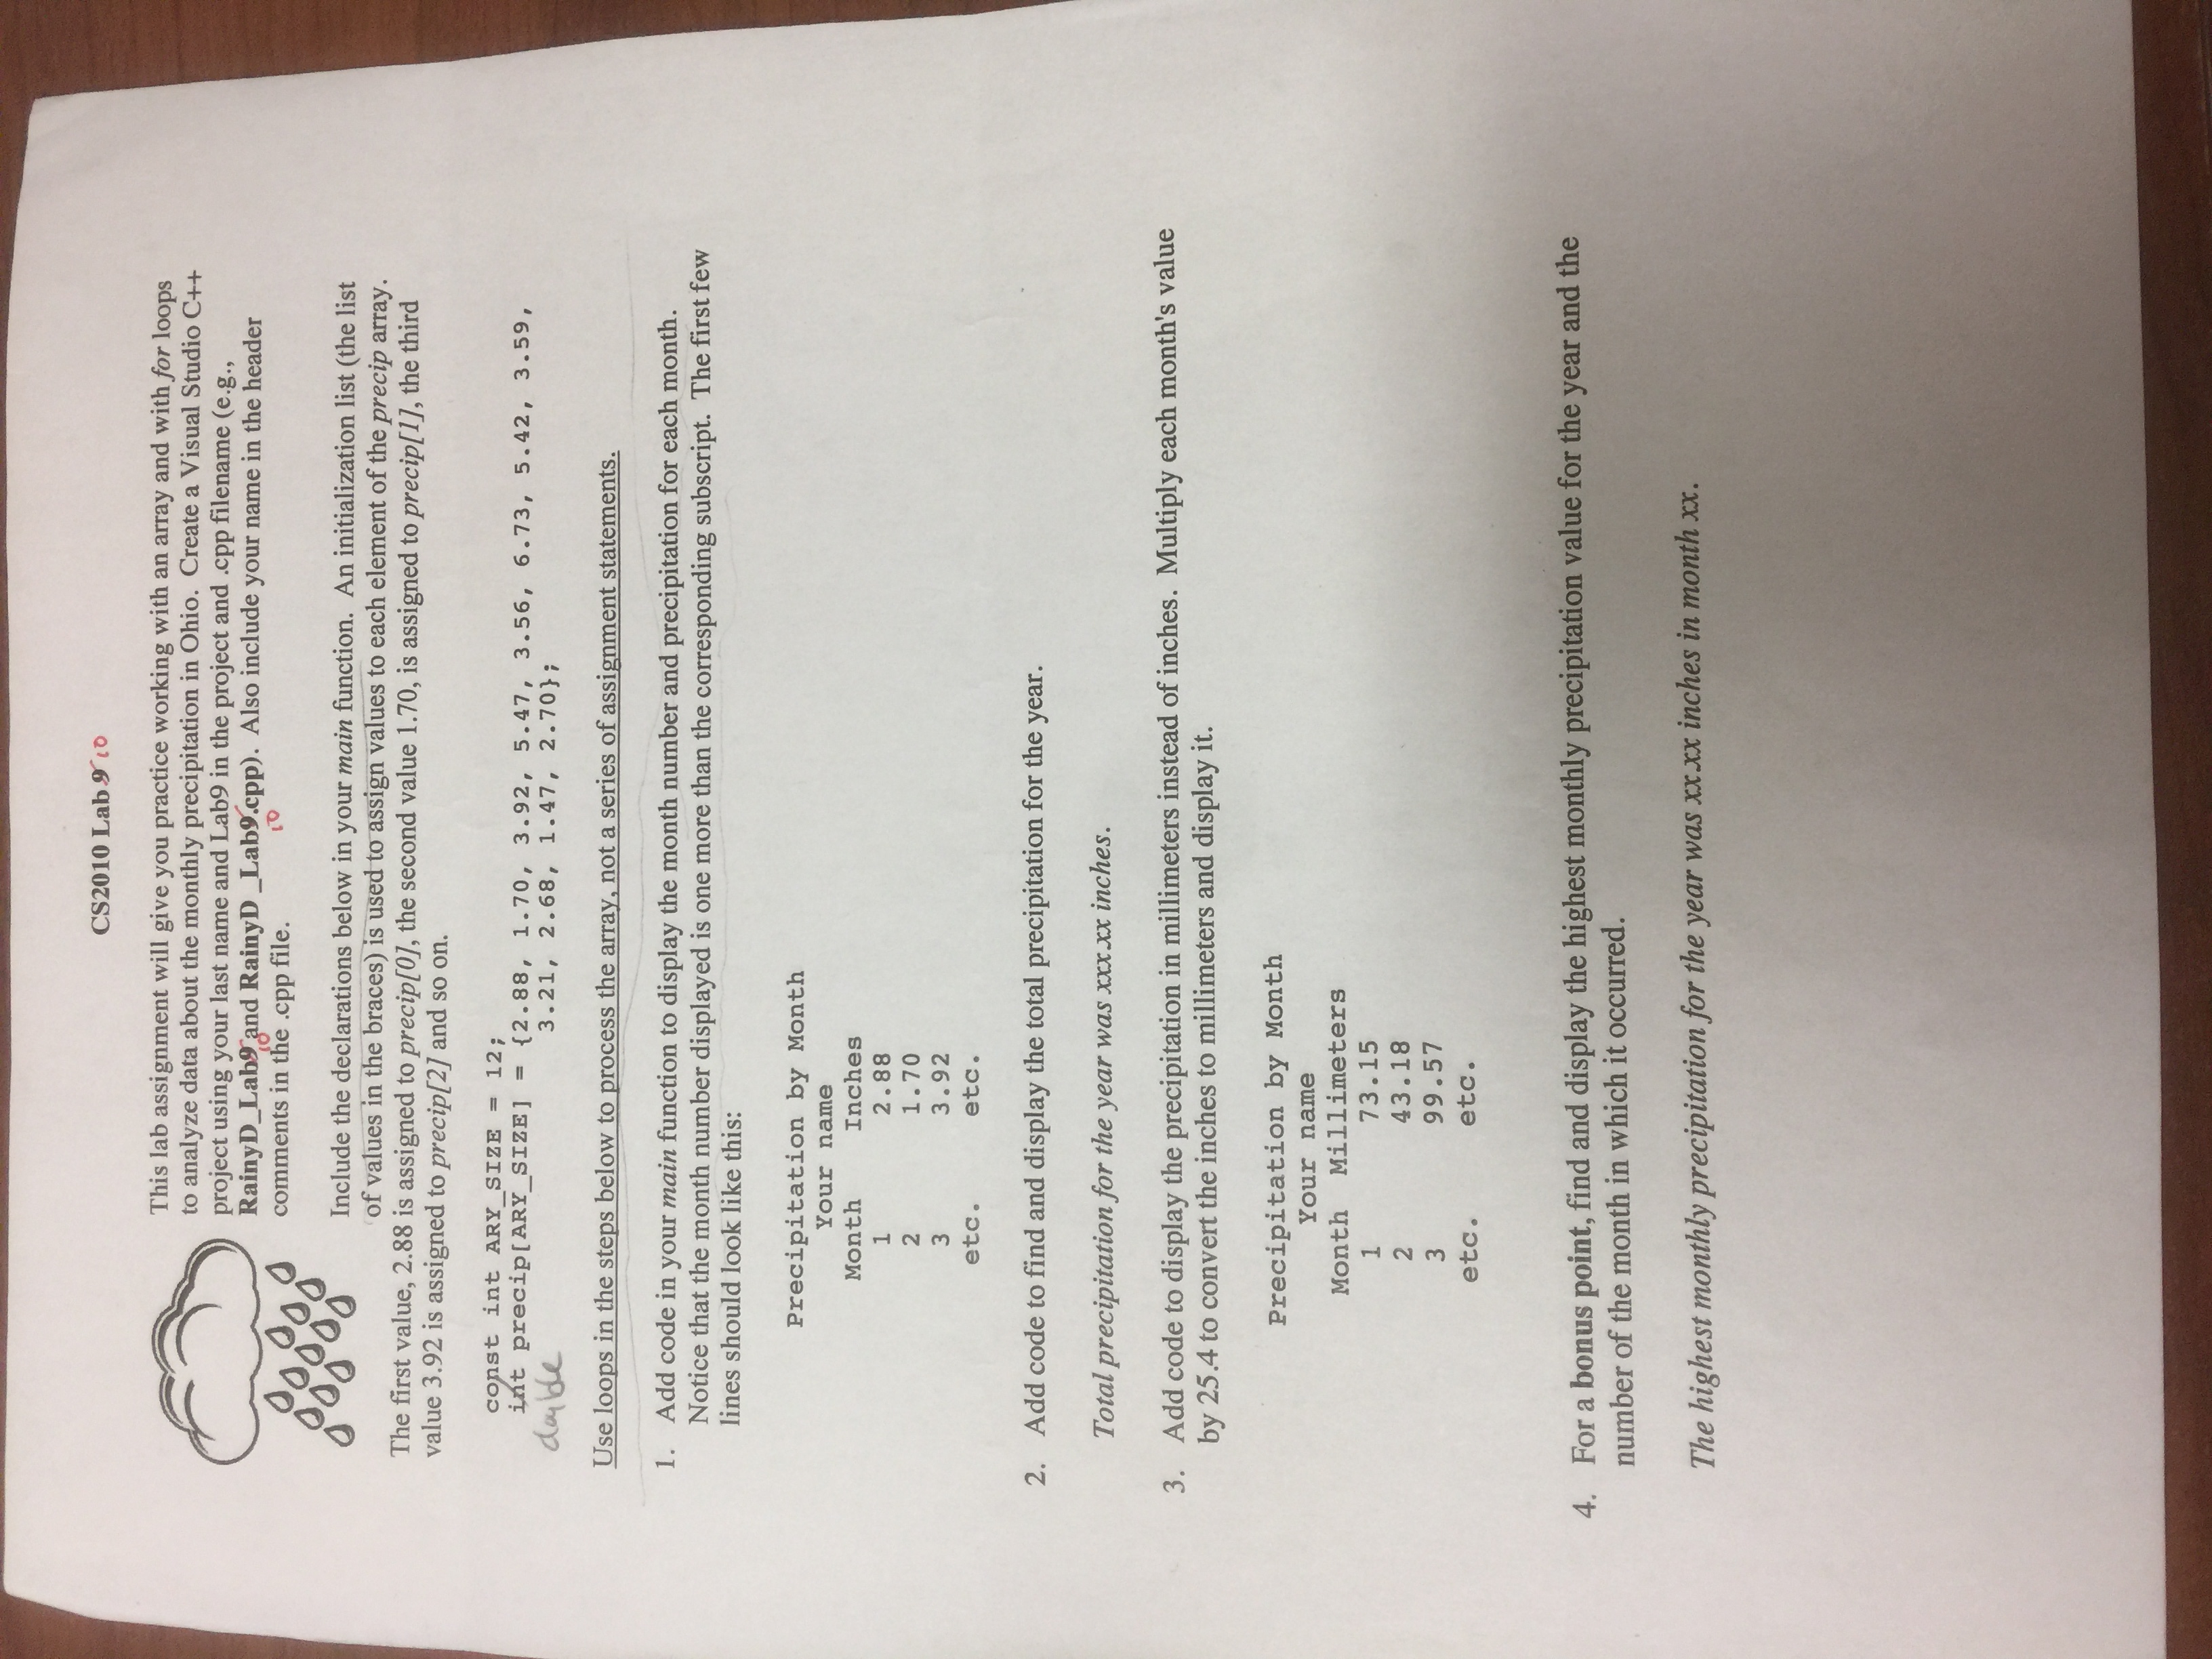 CS2010 Lab 9 10
This lab assignment will give you practice working with an array and with for loops
to analyze data about the monthly precipitation in Ohio. Create a Visual Studio C++
project using your last name and Lab9 in the project and .cpp filename (e.g.,
RainyD_Lab9 and RainyD _Lab9.cpp). Also include your name in the header
10 10
comments in the .cpp file.
Include the declarations below in your main function. An initialization list (the list
of values in the braces) is used to assign values to each element of the precip array.
The first value, 2.88 is assigned to precip[0], the second value 1.70, is assigned to precip[1], the third
value 3.92 is assigned to precip[2] and so on.
const int ARY_SIZE = 12;
int precip[ARY_SIZE] = {2.88, 1.70, 3.92, 5.47, 3.56, 6.73, 5.42, 3.59,
double 3.21, 2.68, 1.47, 2.70};
Use loops in the steps below to process the array, not a series of assignment statements.
1. Add code in your main function to display the month number and precipitation for each month.
Notice that the month number displayed is one more than the corresponding subscript. The first few
lines should look like this:
Precipitation by Month
Your name
Month Inches
1 2.88
2 1.70
3 3.92
etc. etc.
2. Add code to find and display the total precipitation for the year.
Total precipitation for the year was xxx.xx inches.
3. Add code to display the precipitation in millimeters instead of inches. Multiply each month's value
by 25.4 to convert the inches to millimeters and display it.
Precipitation by Month
Your name
Month Millimeters
1 73.15
2 43.18
3 99.57
etc. etc.
4. For a bonus point, find and display the highest monthly precipitation value for the year and the
number of the month in which it occurred.
The highest monthly precipitation for the year was xx.xx inches in month xx.